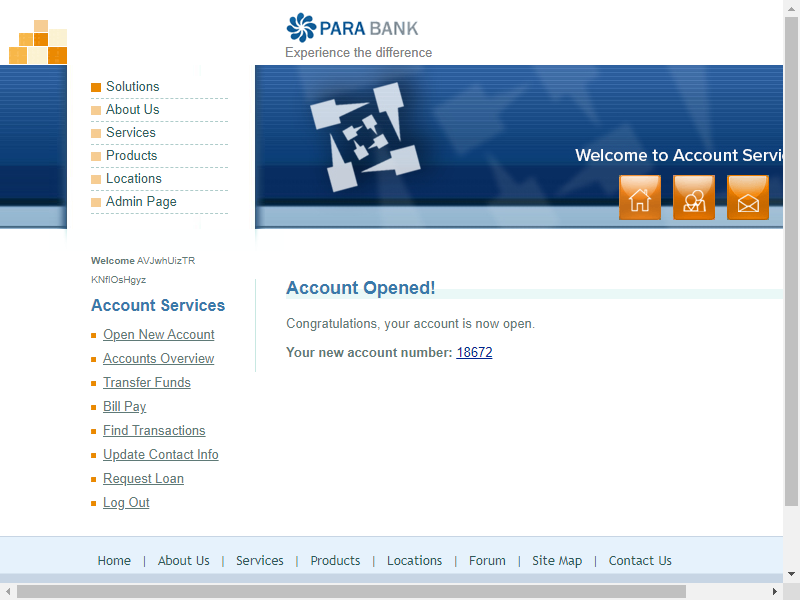 PARA BANK
Experience the difference
Solutions
About Us
Services
Products
Locations
Admin Page
Welcome to Account Servi
Welcome AVJwhUizTR
KNflOsHgyz
Account Services
Open New Account
Accounts Overview
Transfer Funds
Bill Pay
Find Transactions
Update Contact Info
Request Loan
Log Out
Account Opened!
Congratulations, your account is now open.
Your new account number: 18672
Home | About Us | Services | Products | Locations | Forum | Site Map | Contact Us